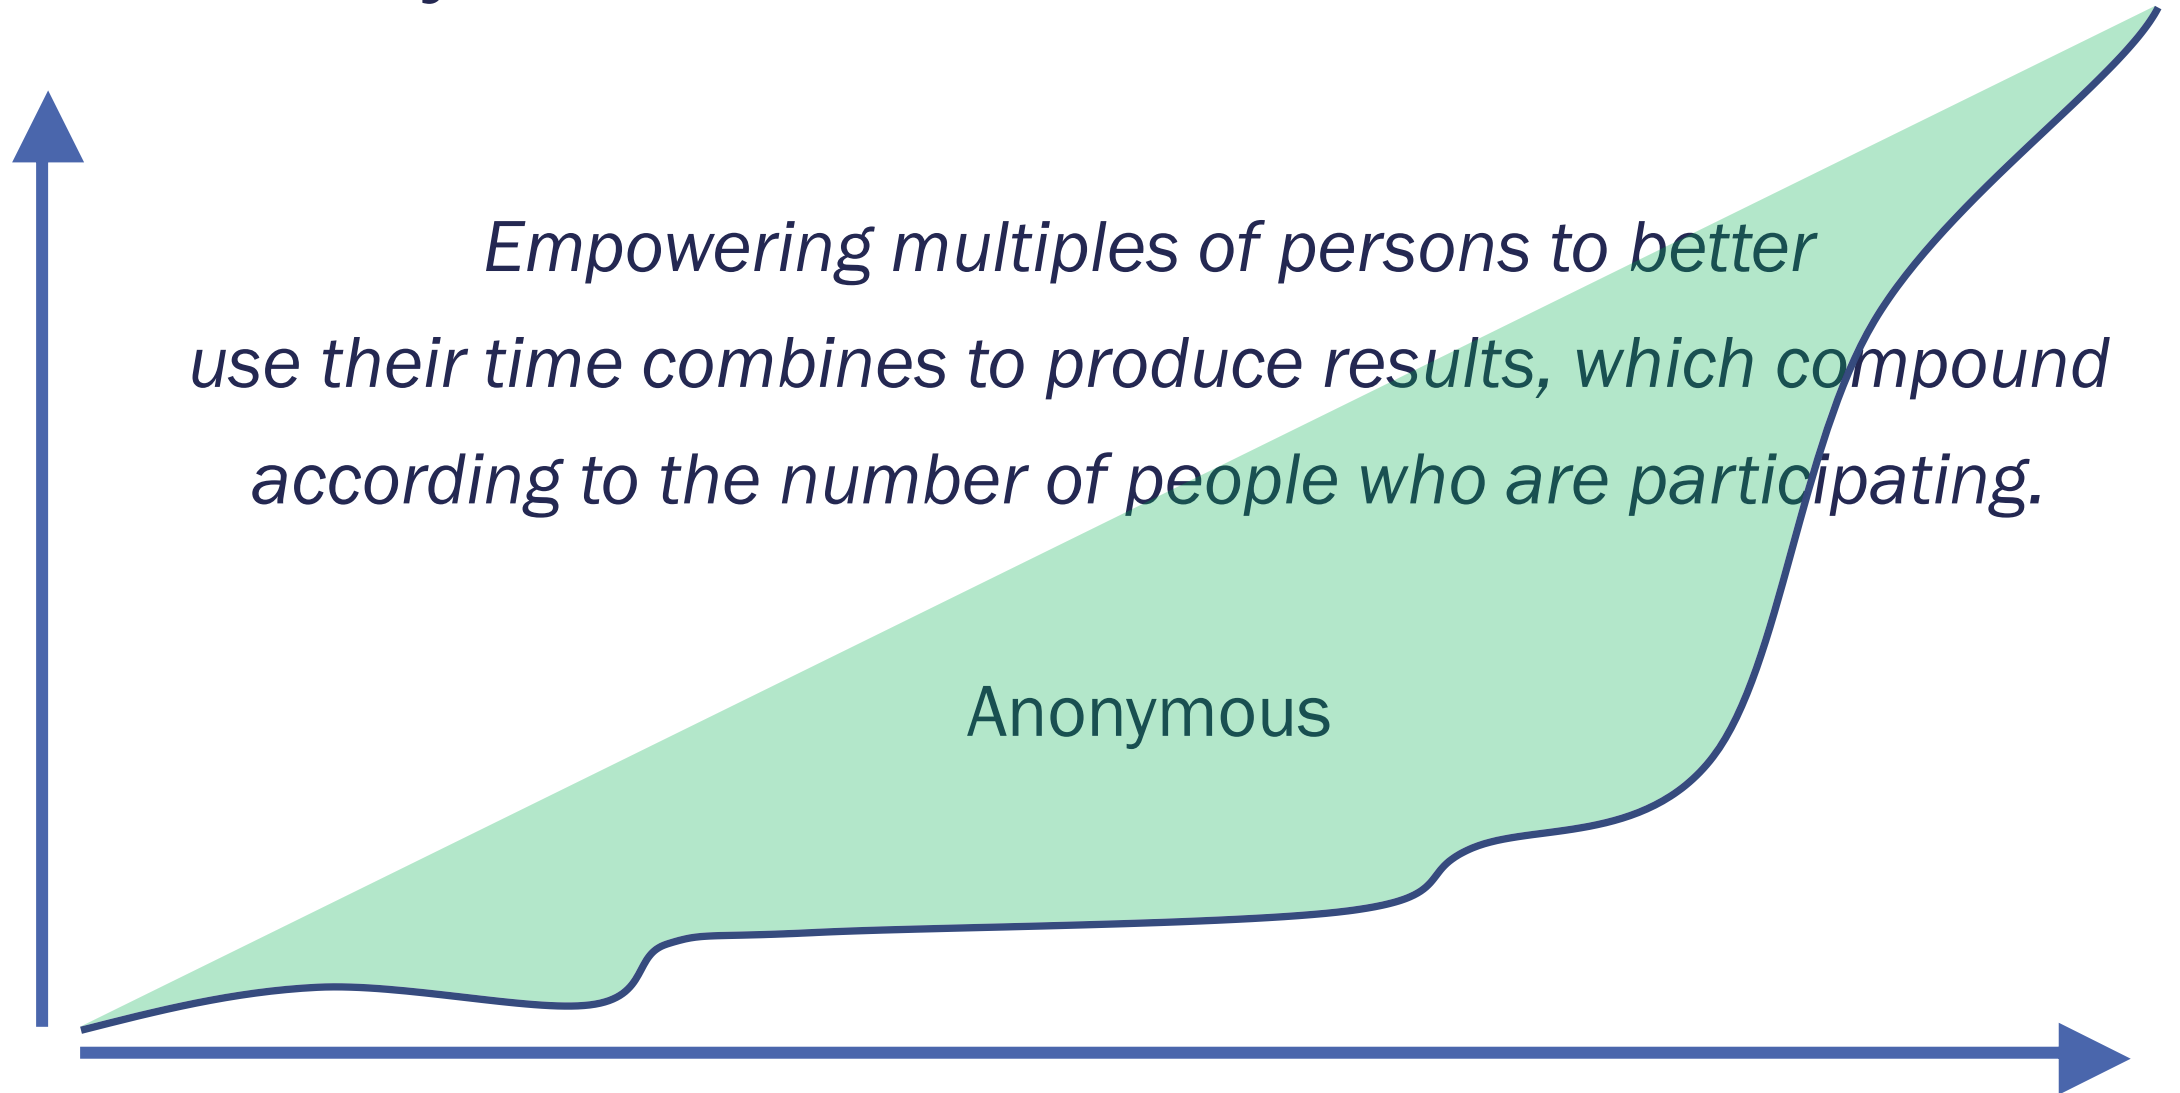 Empowering multiples of persons to better
use their time combines to produce results, which compound
according to the number of people who are participating.
Anonymous